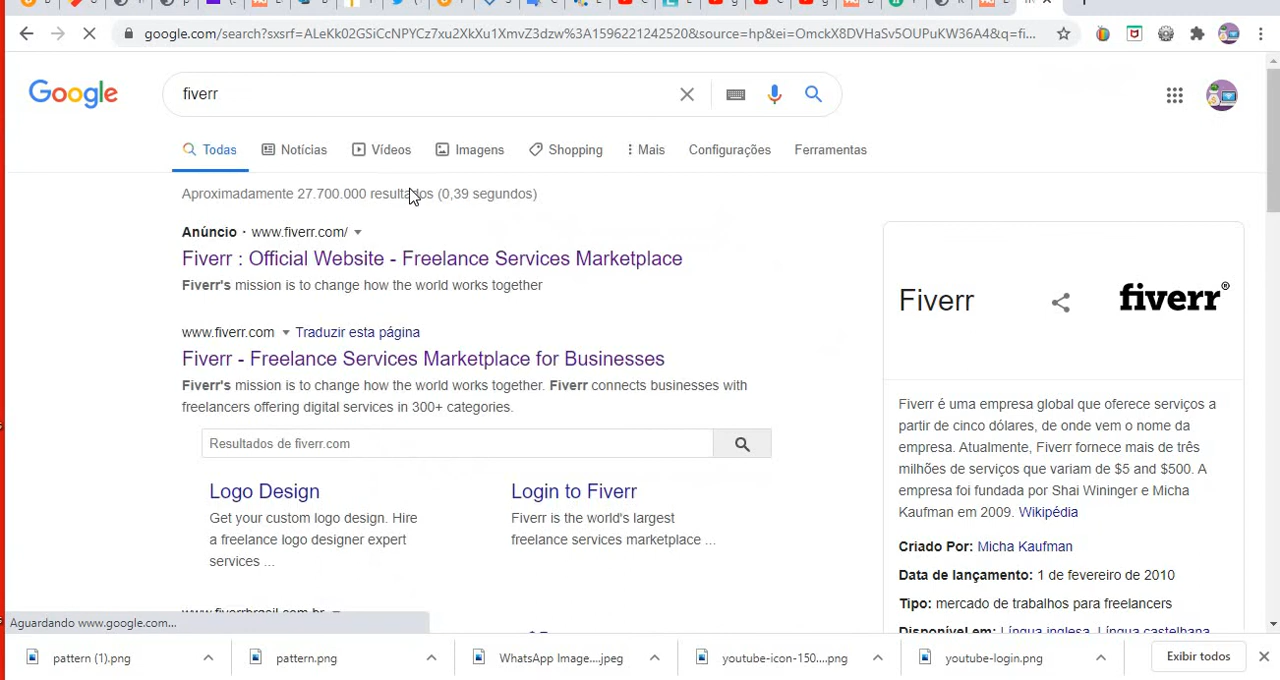 google.com/search?sxsrf=ALeKk02GSiCcNPYCz7xu2XkXu1XmvZ3dzw%3A1596221242520&source=hp&ei=OmckX8DVHaSv5OUPuKW36A4&q=fi...
Google
fiverr
Todas
Notícias
Vídeos
Imagens
Shopping
Mais
Configurações
Ferramentas
Aproximadamente 27.700.000 resultados (0,39 segundos)
Anúncio · www.fiverr.com/
Fiverr : Official Website - Freelance Services Marketplace
Fiverr's mission is to change how the world works together
www.fiverr.com Traduzir esta página
Fiverr - Freelance Services Marketplace for Businesses
Fiverr's mission is to change how the world works together. Fiverr connects businesses with
freelancers offering digital services in 300+ categories.
Resultados de fiverr.com
Logo Design
Get your custom logo design. Hire
a freelance logo designer expert
services ...
Login to Fiverr
Fiverr is the world's largest
freelance services marketplace ...
www.fiverrbrasil.com.br
Fiverr
fiverr®
Fiverr é uma empresa global que oferece serviços a
partir de cinco dólares, de onde vem o nome da
empresa. Atualmente, Fiverr fornece mais de três
milhões de serviços que variam de $5 and $500. A
empresa foi fundada por Shai Wininger e Micha
Kaufman em 2009. Wikipédia
Criado Por: Micha Kaufman
Data de lançamento: 1 de fevereiro de 2010
Tipo: mercado de trabalhos para freelancers
Disponível em: Língua inglesa, Língua castelhana
Aguardando www.google.com...
pattern (1).png
pattern.png
WhatsApp Image....jpeg
youtube-icon-150....png
youtube-login.png
Exibir todos